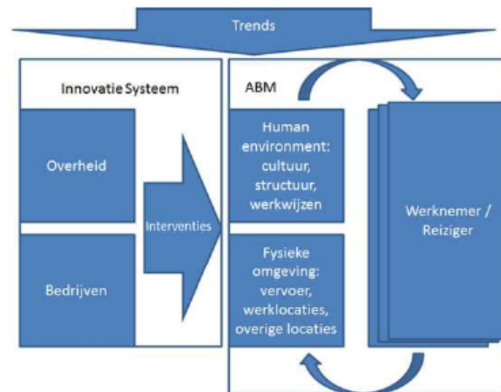 Trends
Innovatie Systeem
Overheid
Bedrijven
Interventies
ABM
Human
environment:
cultuur,
structuur,
werkwijzen
Fysieke
omgeving:
vervoer,
werklocaties,
overige locaties
Werknemer /
Reiziger